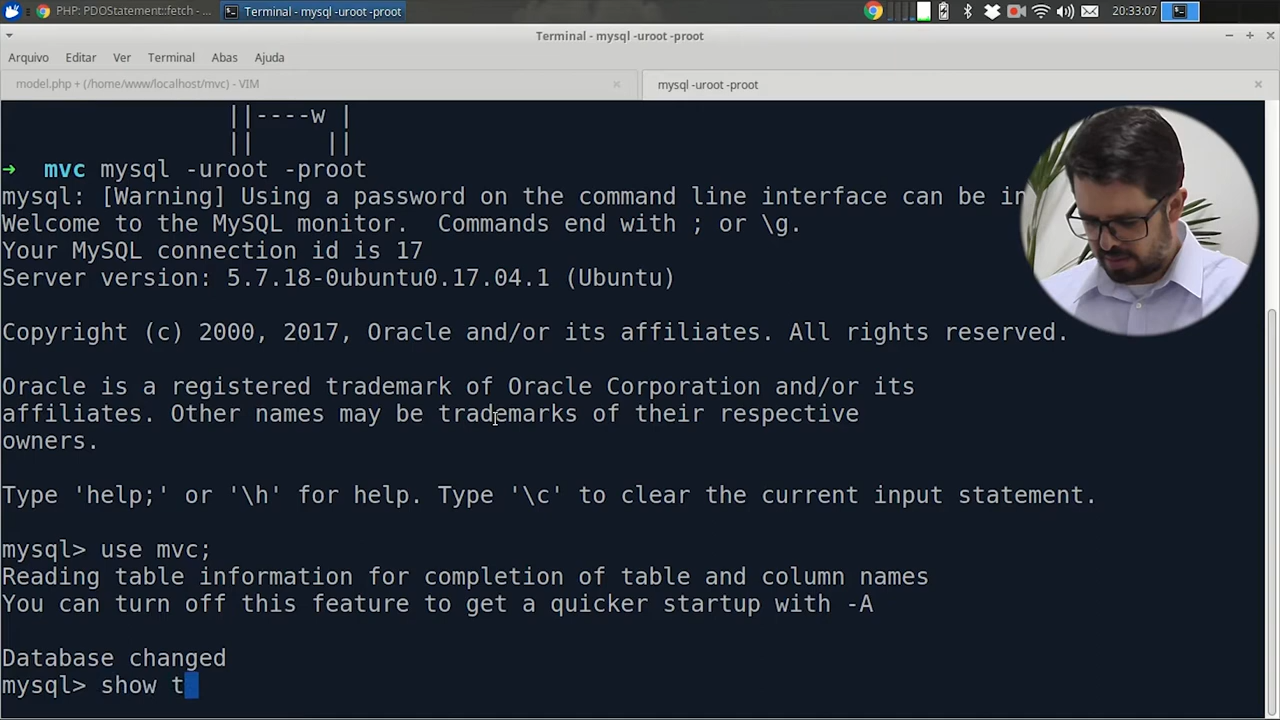 PHP: PDOStatement::fetch - ...
Terminal - mysql -uroot -proot
20:33:07
Terminal - mysql -uroot -proot
Arquivo Editar Ver Terminal Abas Ajuda
model.php + (/home/www/localhost/mvc) - VIM
mysql -uroot -proot
||----w |
|| ||
➜ mvc mysql -uroot -proot
mysql: [Warning] Using a password on the command line interface can be in
Welcome to the MySQL monitor. Commands end with ; or \g.
Your MySQL connection id is 17
Server version: 5.7.18-0ubuntu0.17.04.1 (Ubuntu)
Copyright (c) 2000, 2017, Oracle and/or its affiliates. All rights reserved.
Oracle is a registered trademark of Oracle Corporation and/or its
affiliates. Other names may be trademarks of their respective
owners.
Type 'help;' or '\h' for help. Type '\c' to clear the current input statement.
mysql> use mvc;
Reading table information for completion of table and column names
You can turn off this feature to get a quicker startup with -A
Database changed
mysql> show t